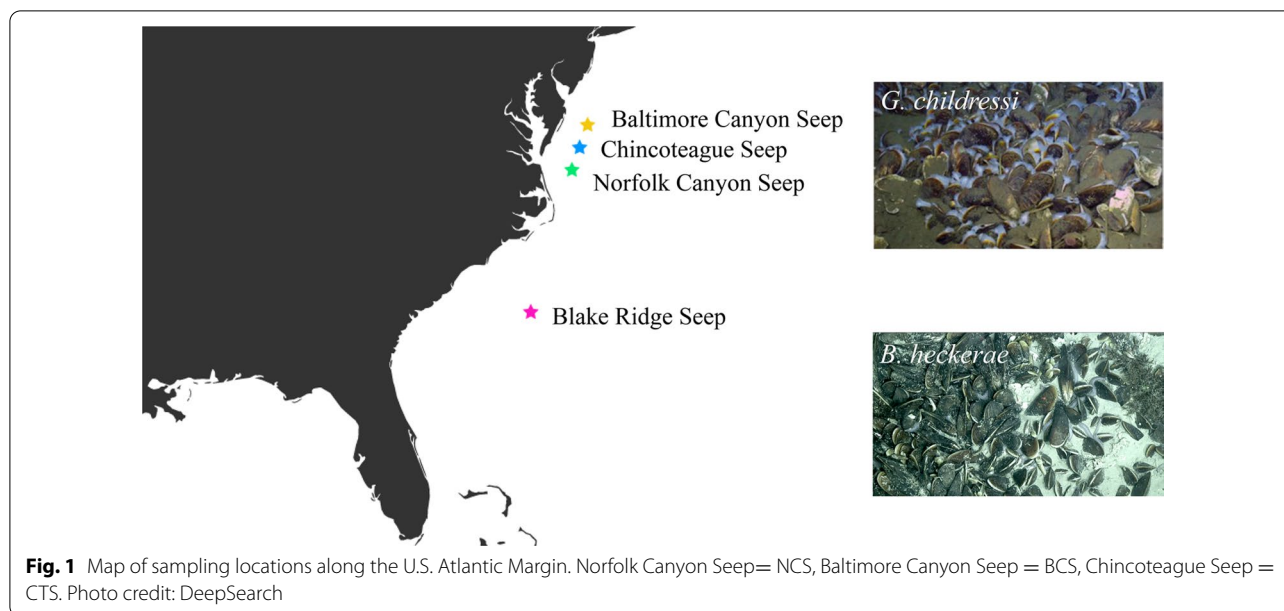 Baltimore Canyon Seep
Chincoteague Seep
Norfolk Canyon Seep
Blake Ridge Seep
G. childressi
B. heckerae
Fig. 1 Map of sampling locations along the U.S. Atlantic Margin. Norfolk Canyon Seep= NCS, Baltimore Canyon Seep = BCS, Chincoteague Seep =
CTS. Photo credit: DeepSearch